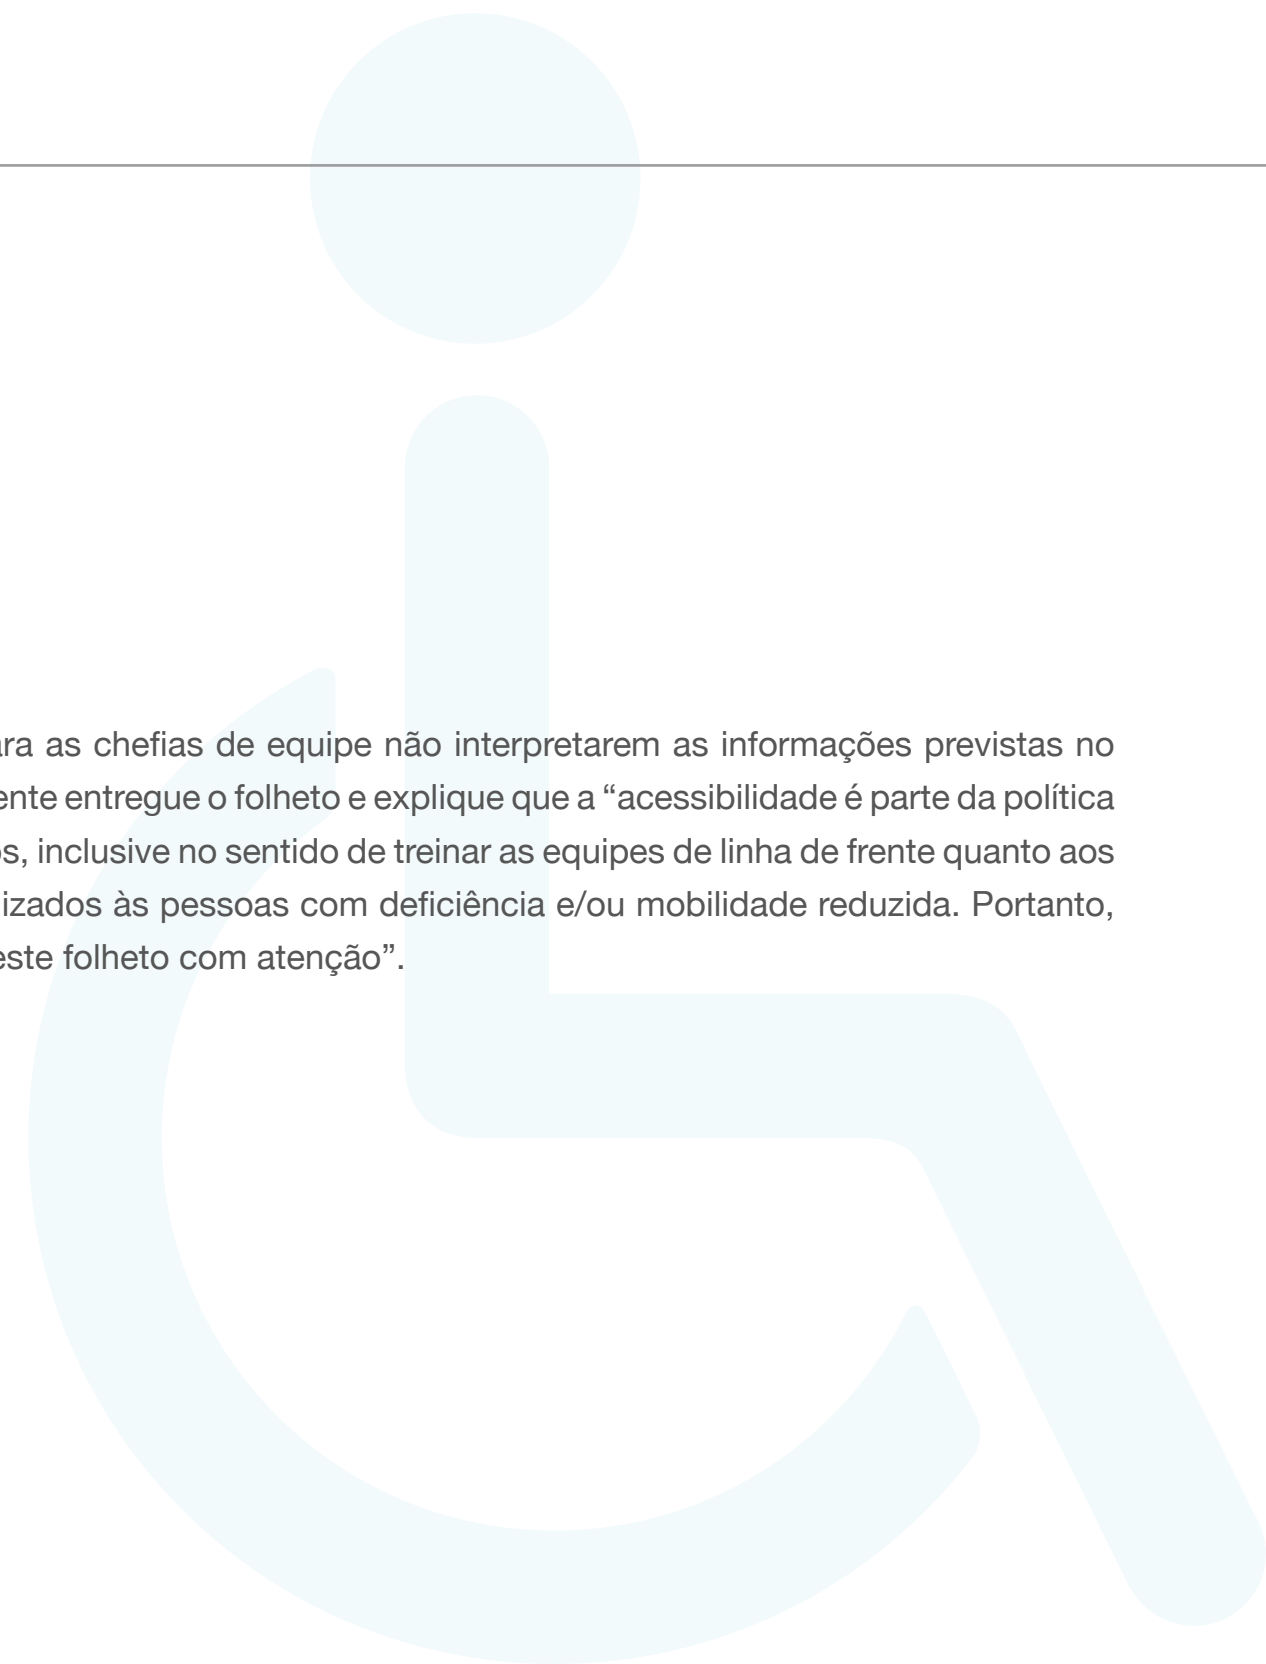 ara as chefias de equipe não interpretarem as informações previstas no
ente entregue o folheto e explique que a “acessibilidade é parte da política
os, inclusive no sentido de treinar as equipes de linha de frente quanto aos
lizados às pessoas com deficiência e/ou mobilidade reduzida. Portanto,
este folheto com atenção”.